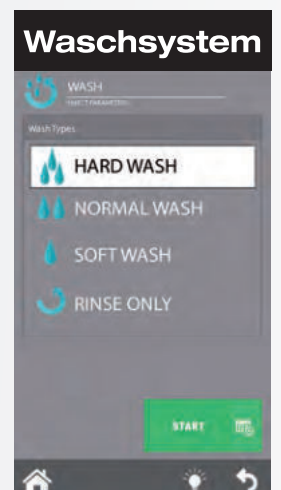 Waschsystem
WASH
Wash Types
HARD WASH
NORMAL WASH
SOFT WASH
RINSE ONLY
START